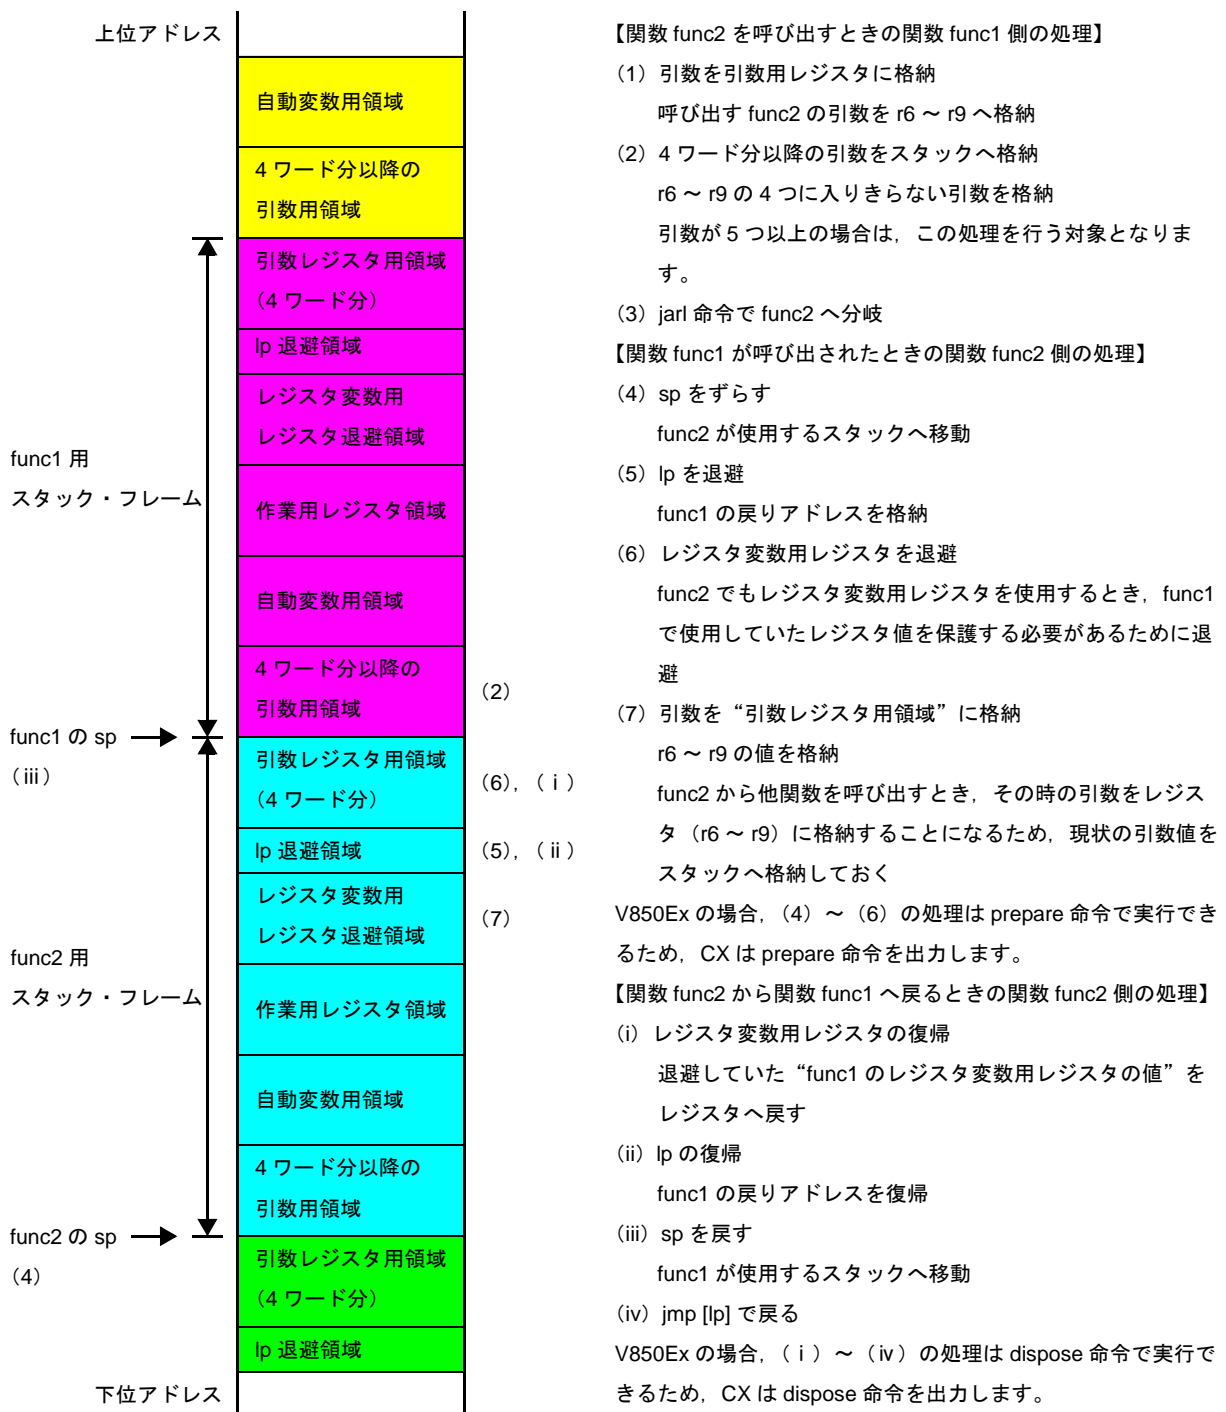 上位アドレス
自動変数用領域
4 ワード分以降の
引数用領域
引数レジスタ用領域
（4 ワード分）
lp 退避領域
レジスタ変数用
レジスタ退避領域
func1 用
スタック・フレーム
作業用レジスタ領域
自動変数用領域
4 ワード分以降の
引数用領域
（2）
func1 の sp
（ⅲ）
引数レジスタ用領域
（4 ワード分）
（6），（ⅰ）
lp 退避領域
（5），（ⅱ）
レジスタ変数用
レジスタ退避領域
（7）
func2 用
スタック・フレーム
作業用レジスタ領域
自動変数用領域
4 ワード分以降の
引数用領域
func2 の sp
（4）
引数レジスタ用領域
（4 ワード分）
lp 退避領域
下位アドレス
【関数 func2 を呼び出すときの関数 func1 側の処理】
（1）引数を引数用レジスタに格納
呼び出す func2 の引数を r6 ～ r9 へ格納
（2）4 ワード分以降の引数をスタックへ格納
r6 ～ r9 の 4 つに入りきらない引数を格納
引数が 5 つ以上の場合は，この処理を行う対象となりま
す。
（3）jarl 命令で func2 へ分岐
【関数 func1 が呼び出されたときの関数 func2 側の処理】
（4）sp をずらす
func2 が使用するスタックへ移動
（5）lp を退避
func1 の戻りアドレスを格納
（6）レジスタ変数用レジスタを退避
func2 でもレジスタ変数用レジスタを使用するとき，func1
で使用していたレジスタ値を保護する必要があるために退
避
（7）引数を“引数レジスタ用領域”に格納
r6 ～ r9 の値を格納
func2 から他関数を呼び出すとき，その時の引数をレジス
タ（r6 ～ r9）に格納することになるため，現状の引数値を
スタックへ格納しておく
V850Ex の場合，（4）～（6）の処理は prepare 命令で実行でき
るため，CX は prepare 命令を出力します。
【関数 func2 から関数 func1 へ戻るときの関数 func2 側の処理】
（i）レジスタ変数用レジスタの復帰
退避していた“func1 のレジスタ変数用レジスタの値”を
レジスタへ戻す
（ii）lp の復帰
func1 の戻りアドレスを復帰
（iii）sp を戻す
func1 が使用するスタックへ移動
（iv）jmp [lp] で戻る
V850Ex の場合，（ⅰ）～（ⅳ）の処理は dispose 命令で実行で
きるため，CX は dispose 命令を出力します。